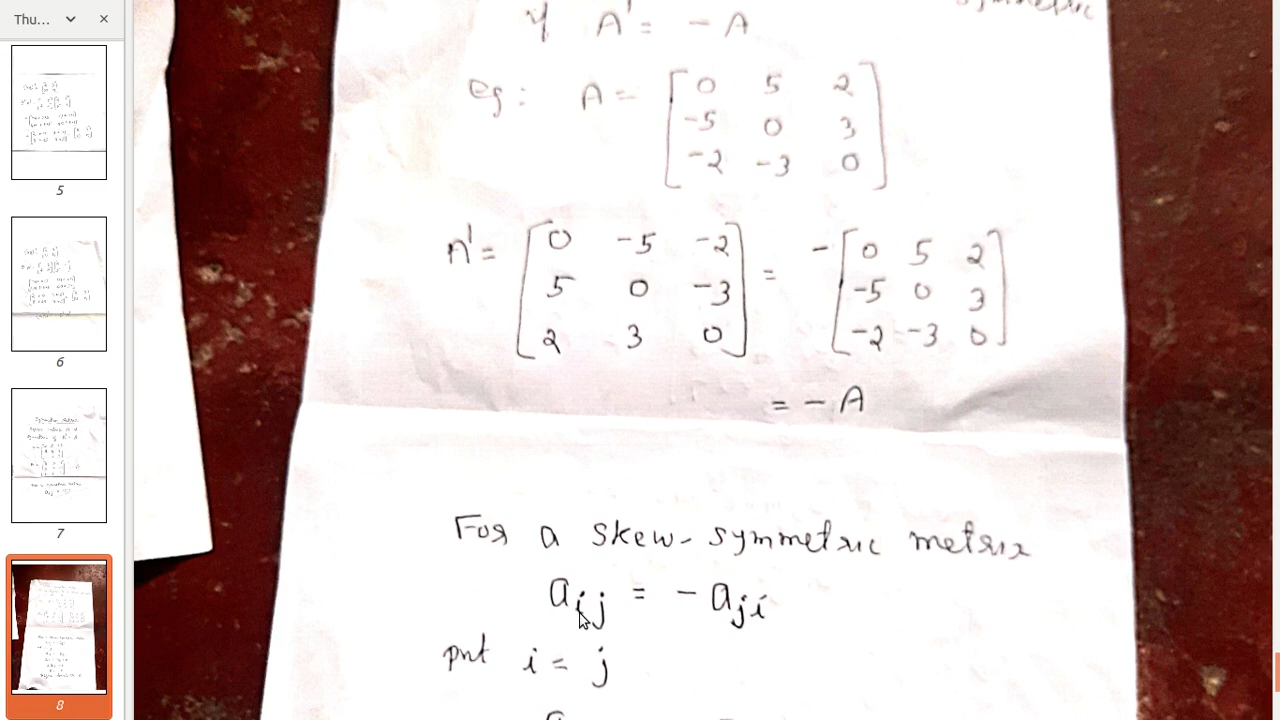 Thu...
5
6
7
8
if A' = - A
eg: A = [0 5 2
-5 0 3
-2 -3 0]
A' = [0 -5 -2
5 0 -3
2 3 0] = - [0 5 2
-5 0 3
-2 -3 0]
= - A
For a skew-symmetric metrix
aij = - aji
put i = j